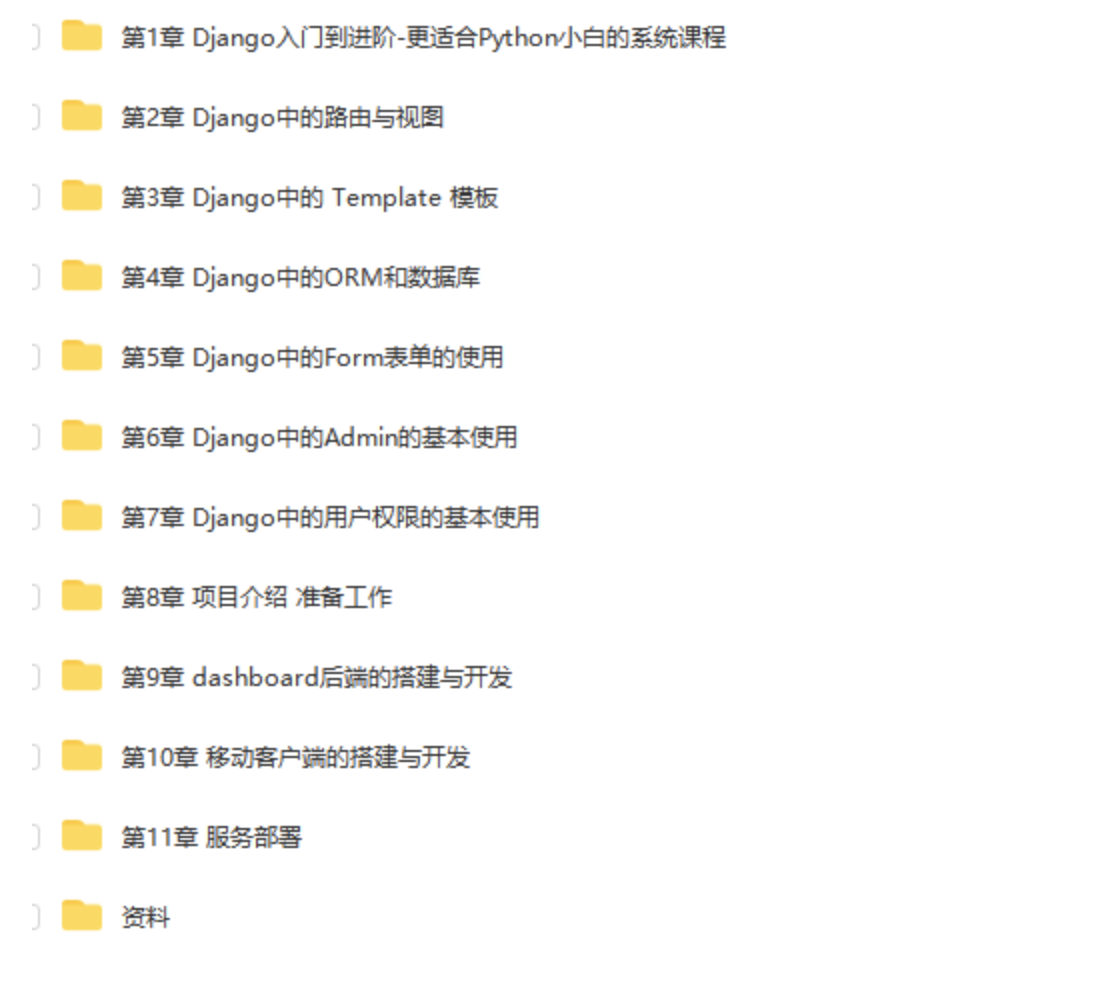 第1章 Django入门到进阶-更适合Python小白的系统课程
第2章 Django中的路由与视图
第3章 Django中的 Template 模板
第4章 Django中的ORM和数据库
第5章 Django中的Form表单的使用
第6章 Django中的Admin的基本使用
第7章 Django中的用户权限的基本使用
第8章 项目介绍 准备工作
第9章 dashboard后端的搭建与开发
第10章 移动客户端的搭建与开发
第11章 服务部署
资料